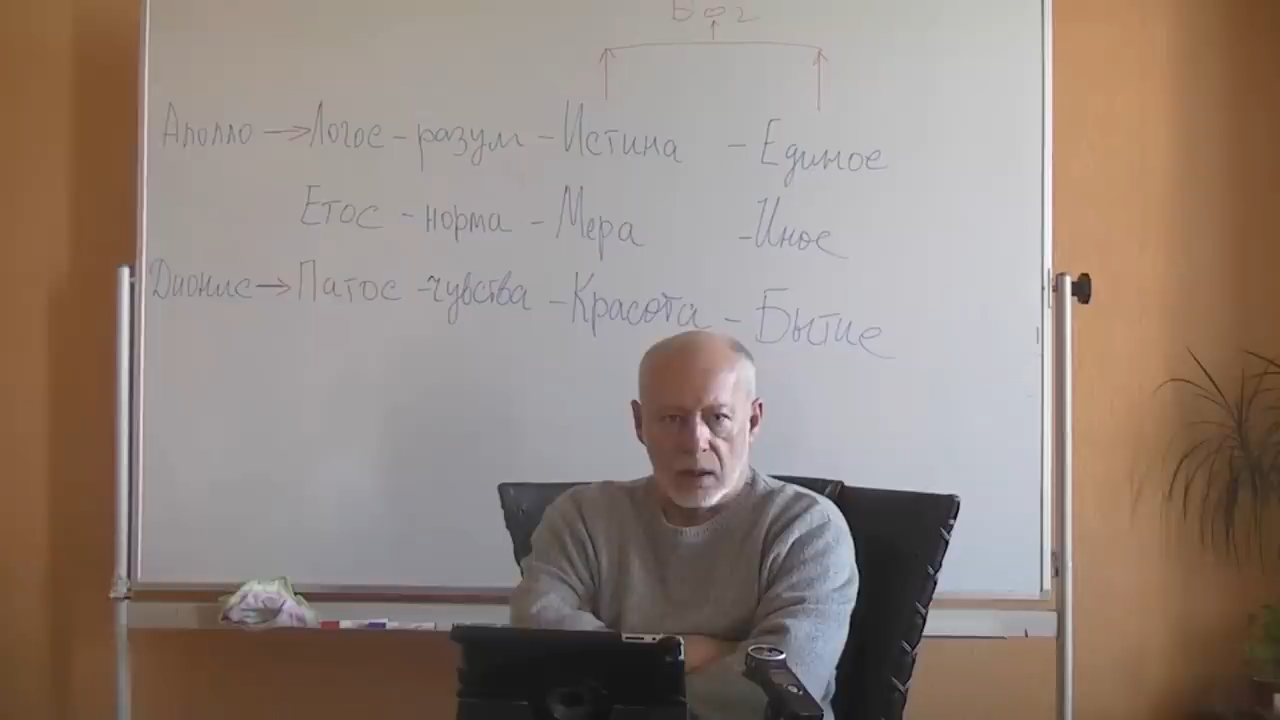 Бог
Аполло → Логос - разум - Истина - Единое
Етос - норма - Мера - Иное
Дионис → Патос - чувства - Красота - Бытие